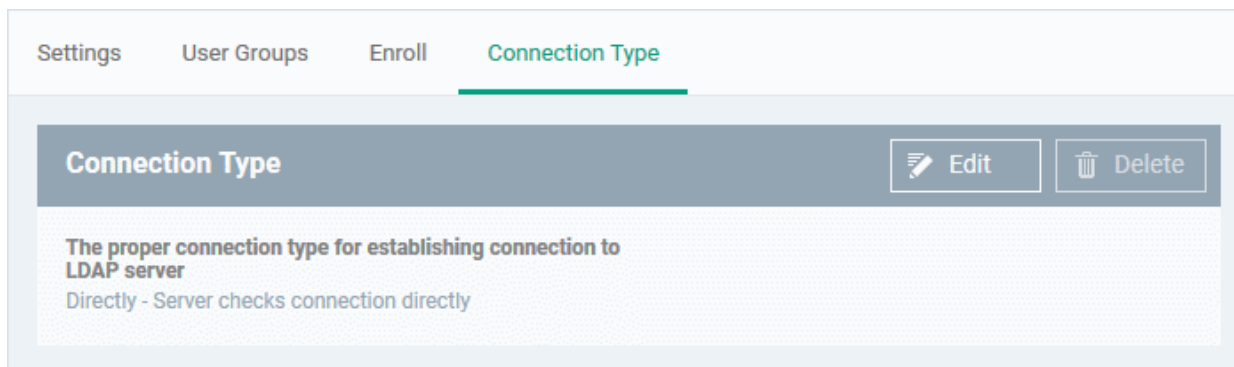 Settings User Groups Enroll Connection Type
Connection Type Edit Delete
The proper connection type for establishing connection to
LDAP server
Directly - Server checks connection directly